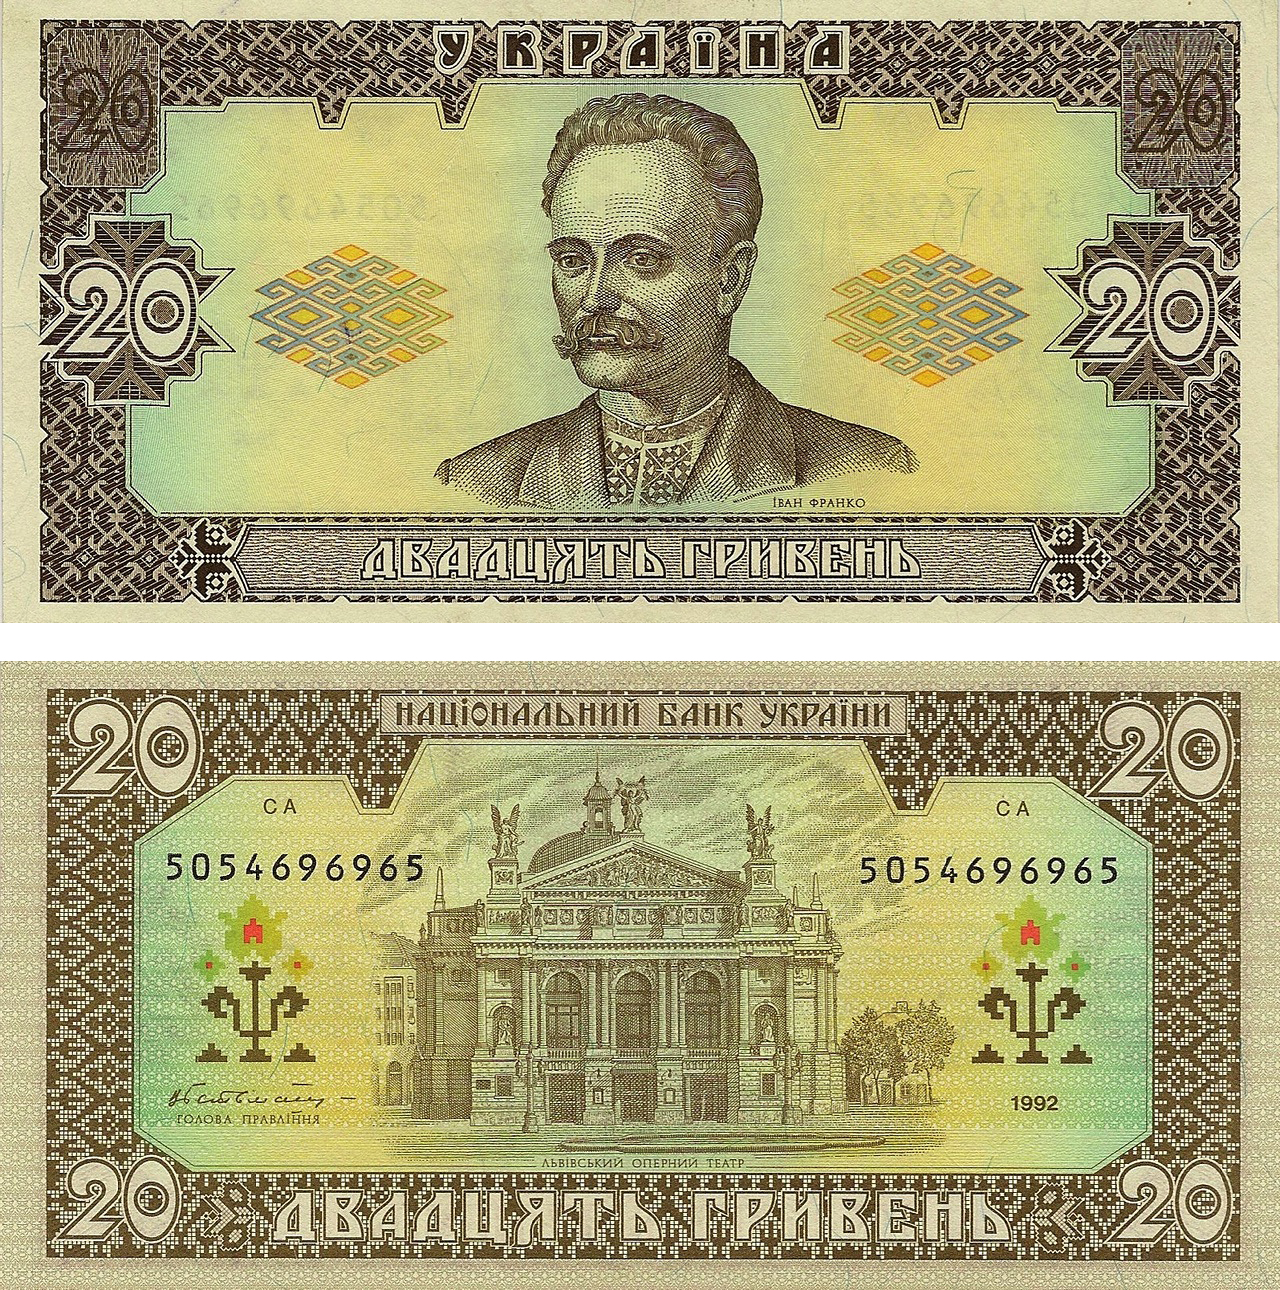 УКРАЇНА
20 20
20 20
ІВАН ФРАНКО
ДВАДЦЯТЬ ГРИВЕНЬ
20 НАЦІОНАЛЬНИЙ БАНК УКРАЇНИ 20
СА СА
5054696965 5054696965
ГОЛОВА ПРАВЛІННЯ
1992
ЛЬВІВСЬКИЙ ОПЕРНИЙ ТЕАТР
20 ДВАДЦЯТЬ ГРИВЕНЬ 20